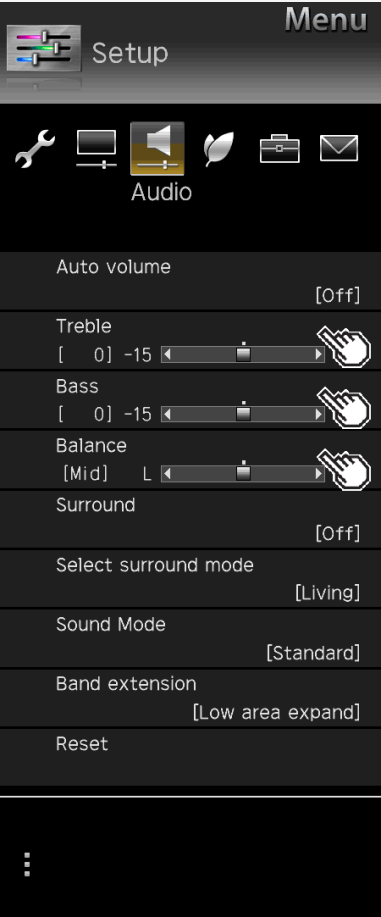 Menu
Setup
Audio
Auto volume
[Off]
Treble
[ 0] -15
Bass
[ 0] -15
Balance
[Mid] L
Surround
[Off]
Select surround mode
[Living]
Sound Mode
[Standard]
Band extension
[Low area expand]
Reset